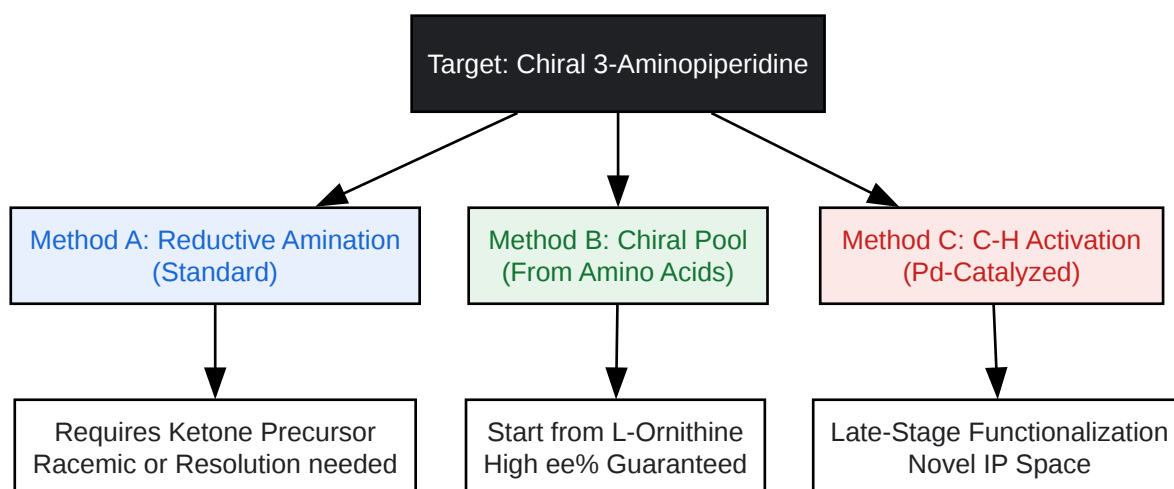 Target: Chiral 3-Aminopiperidine
Method A: Reductive Amination
(Standard)
Method B: Chiral Pool
(From Amino Acids)
Method C: C-H Activation
(Pd-Catalyzed)
Requires Ketone Precursor
Racemic or Resolution needed
Start from L-Ornithine
High ee% Guaranteed
Late-Stage Functionalization
Novel IP Space